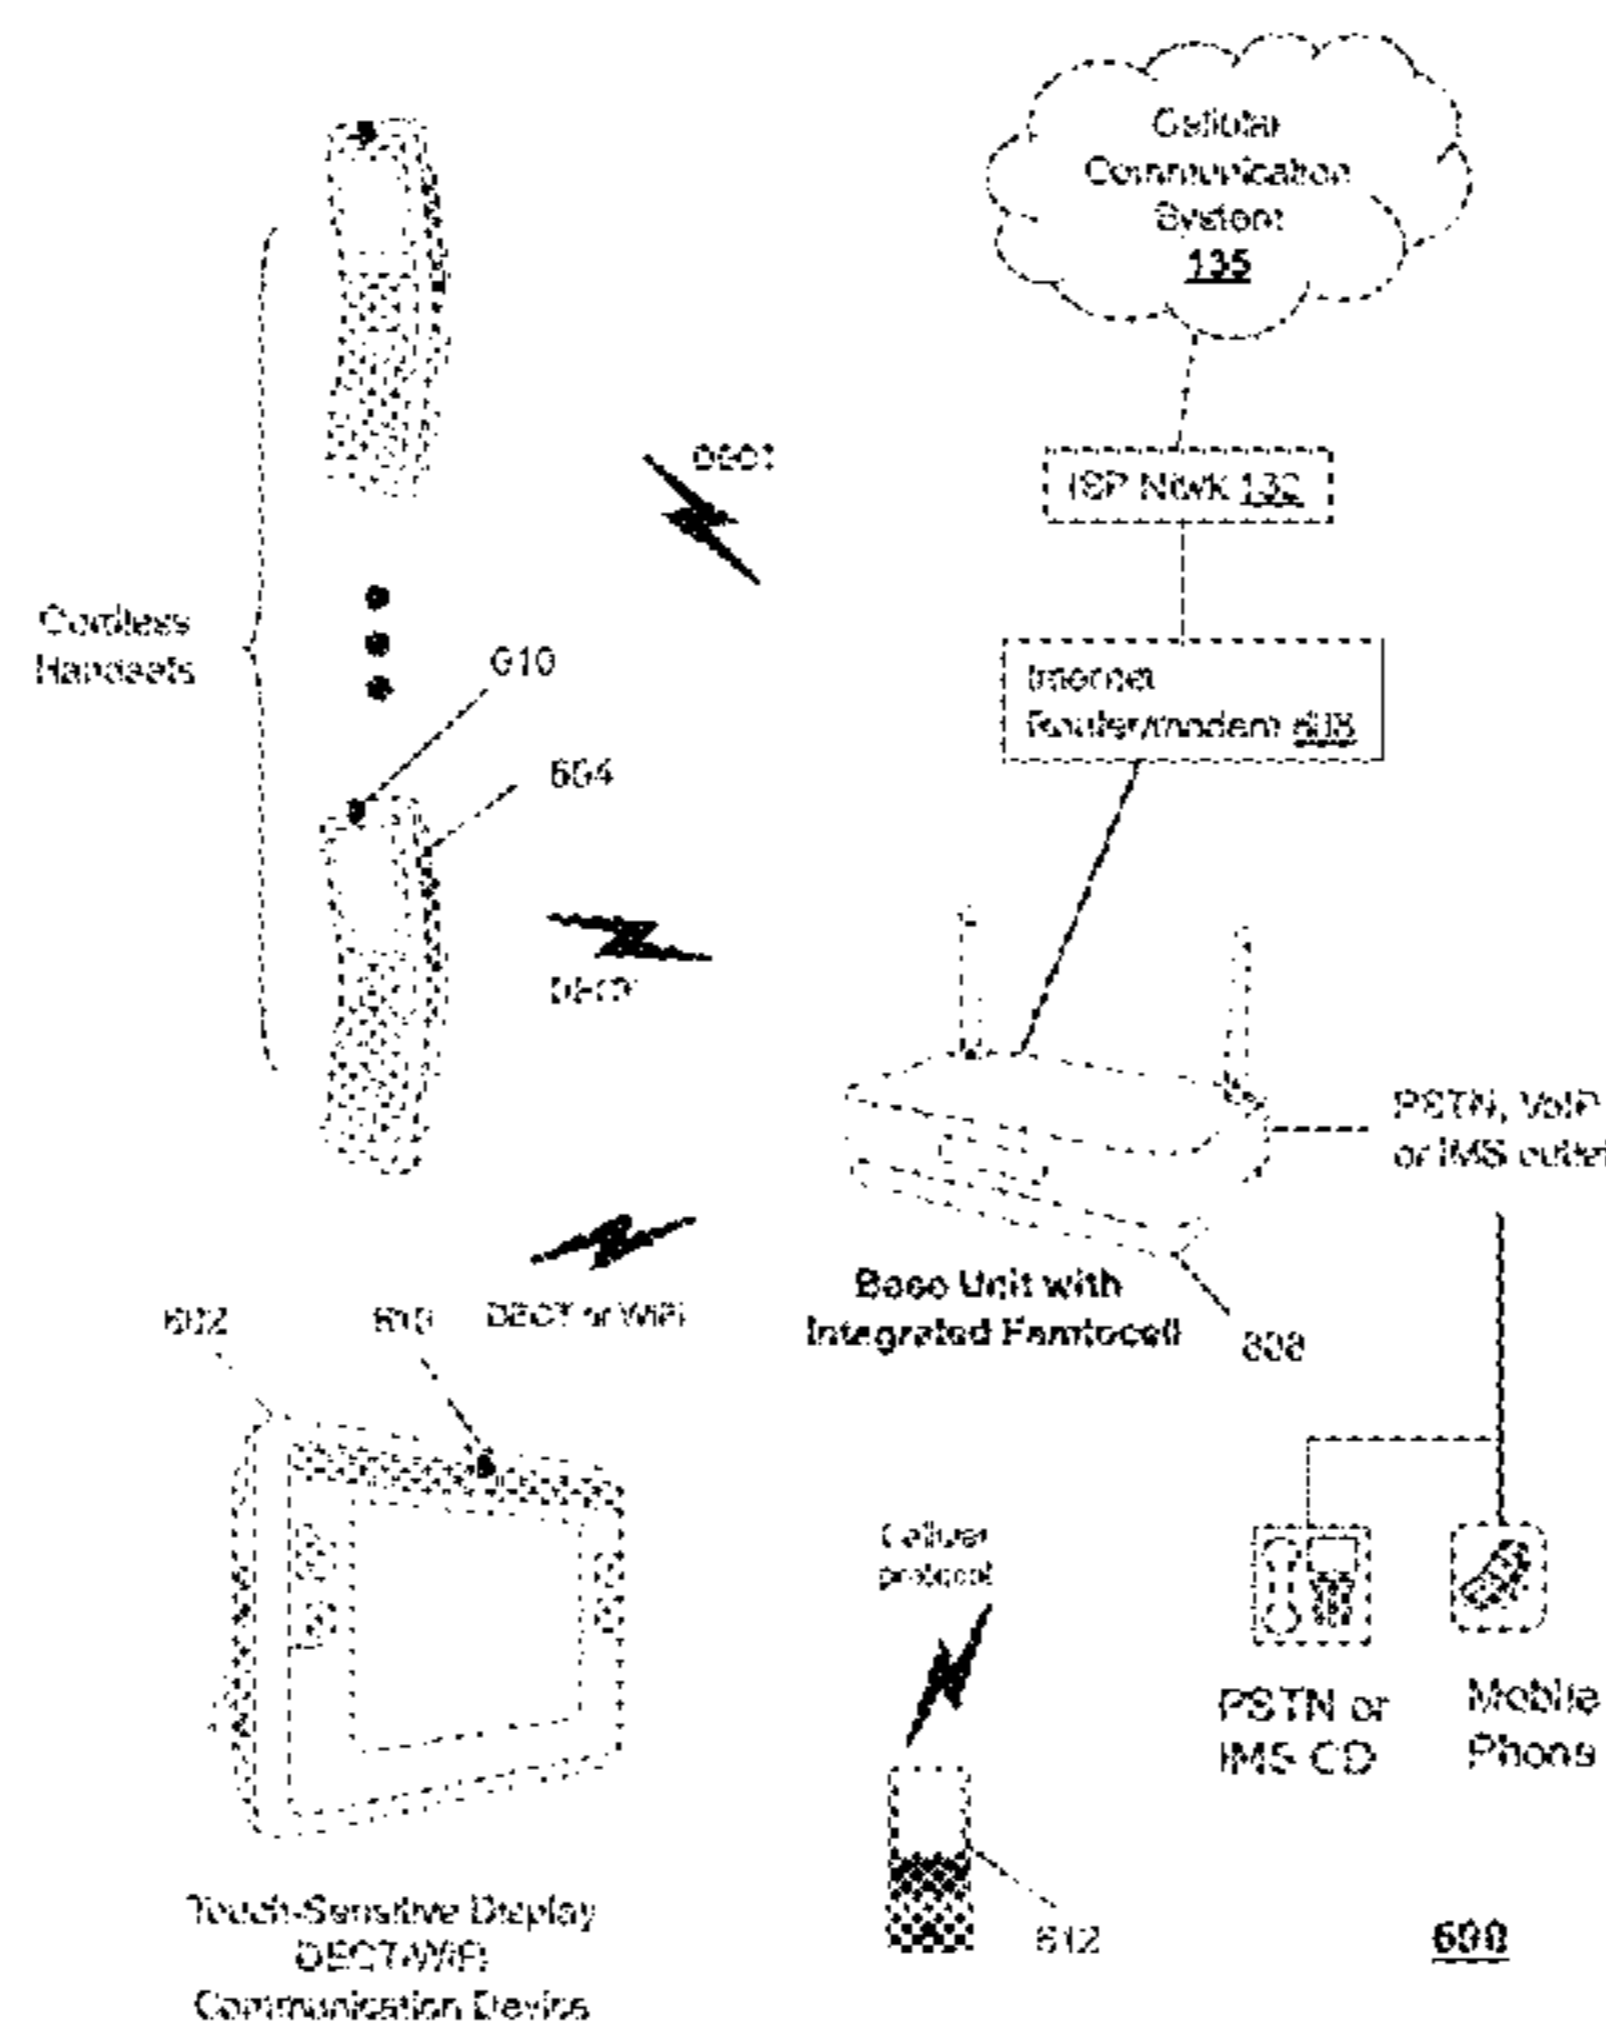 Cellular
Communication
System
135
DECT
ISP Ntwk 132
Cordless
Handsets
610
Internet
Router/modem
604
DECT
PSTN, VoIP
or IMS outlet
Base Unit with
Integrated Femtocell
602
610
DECT or WiFi
Cellular
protocol
PSTN or
IMS CD
Mobile
Phone
Touch-Sensitive Display
DECT/WiFi
Communication Device
612
600